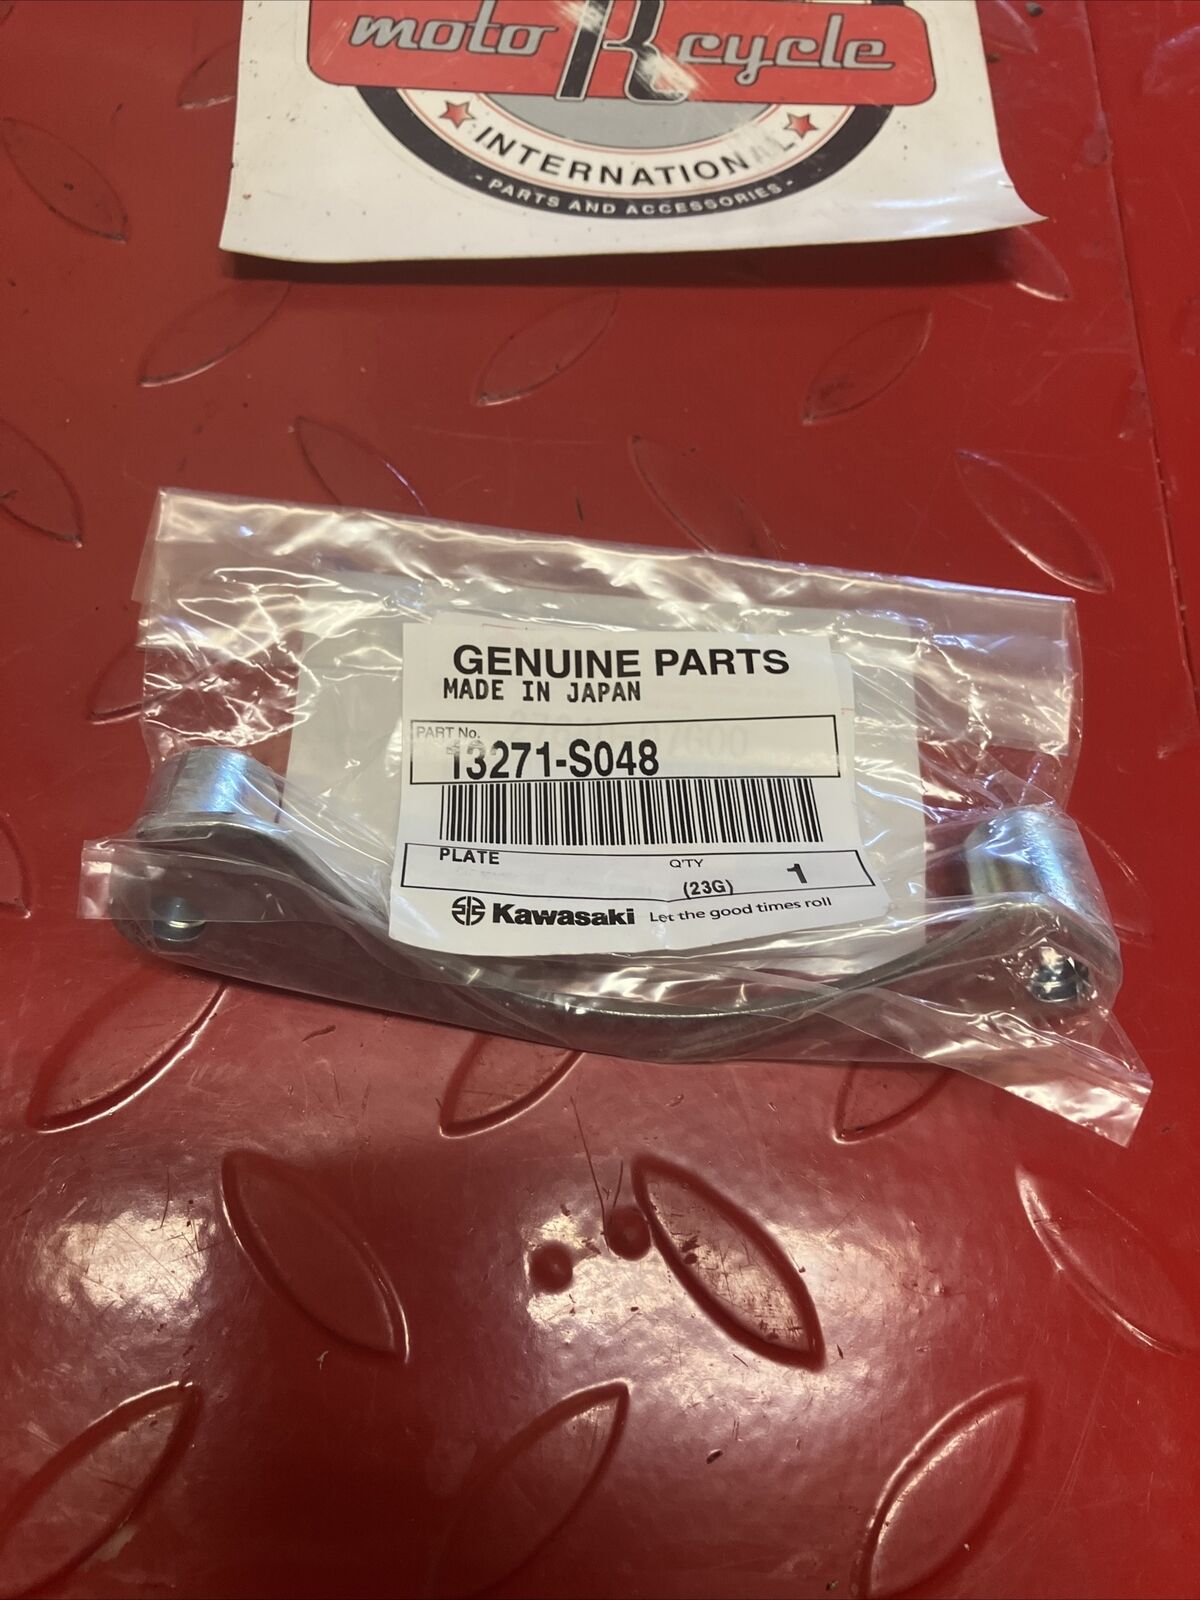 moto R cycle
INTERNATIONAL
- PARTS AND ACCESSORIES -
GENUINE PARTS
MADE IN JAPAN
PART No.
13271-S048
PLATE
Q'TY
(23G)
1
Kawasaki Let the good times roll